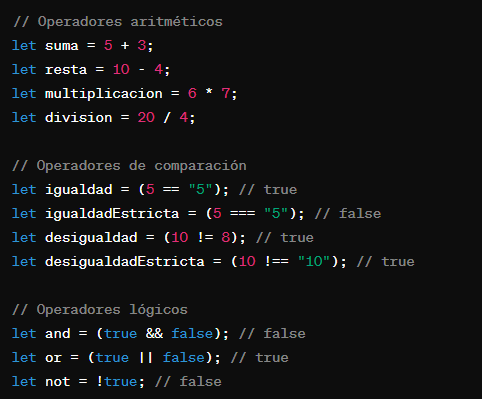 // Operadores aritméticos
let suma = 5 + 3;
let resta = 10 - 4;
let multiplicacion = 6 * 7;
let division = 20 / 4;
// Operadores de comparación
let igualdad = (5 == "5"); // true
let igualdadEstricta = (5 === "5"); // false
let desigualdad = (10 != 8); // true
let desigualdadEstricta = (10 !== "10"); // true
// Operadores lógicos
let and = (true && false); // false
let or = (true || false); // true
let not = !true; // false